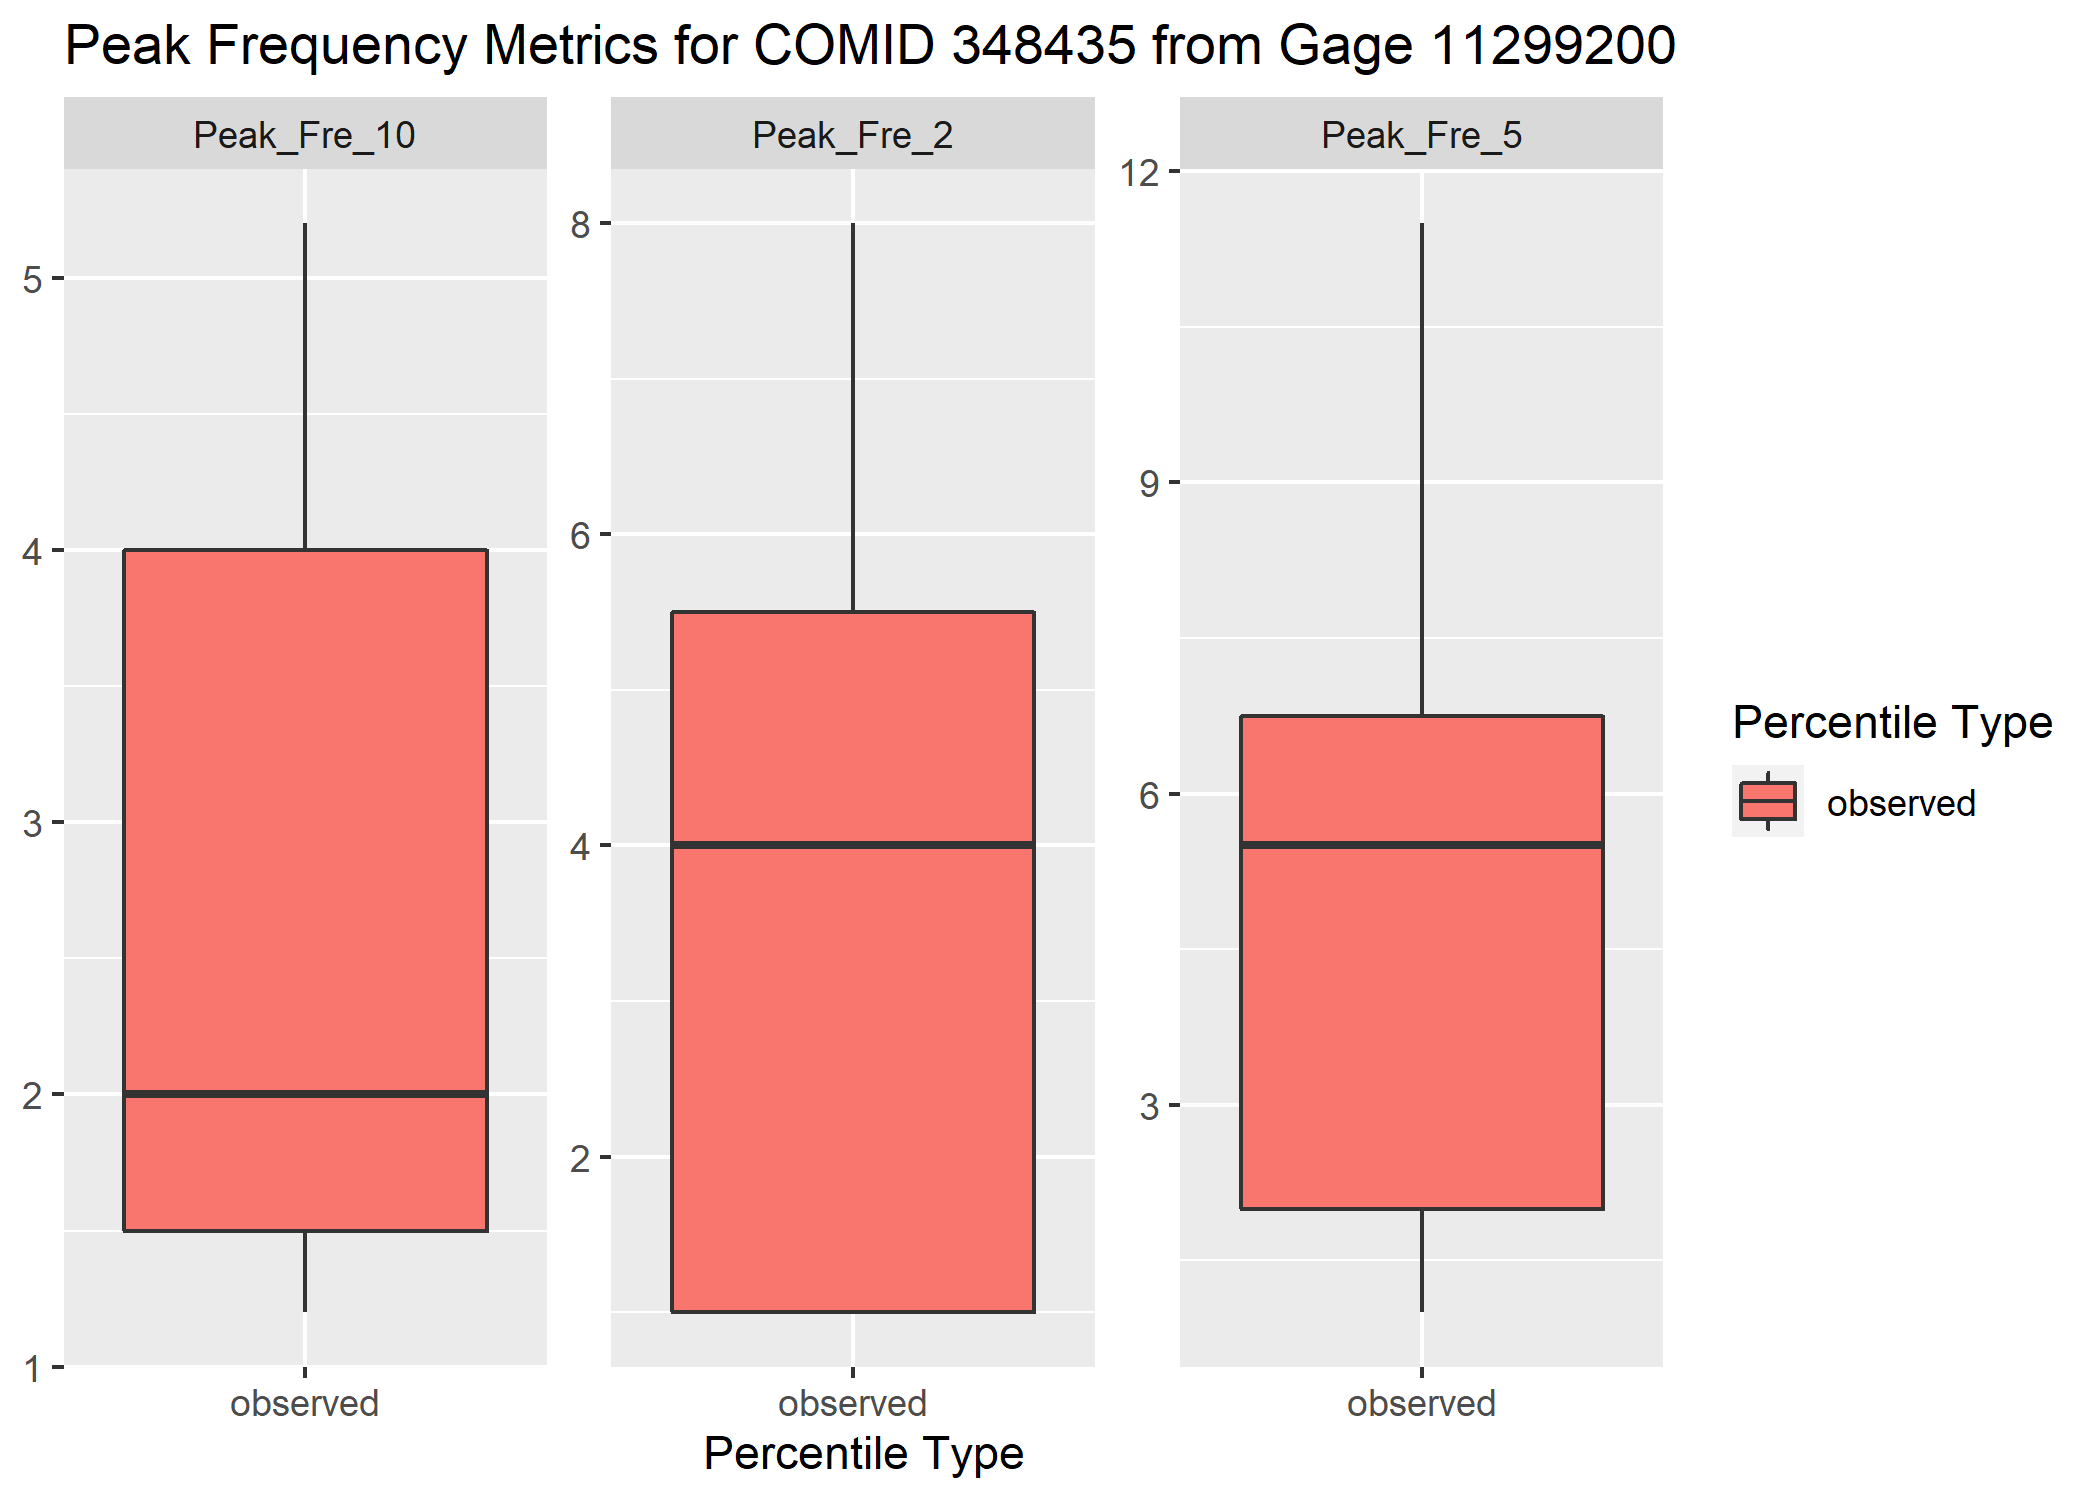 Peak Frequency Metrics for COMID 348435 from Gage 11299200
Peak_Fre_10
Peak_Fre_2
Peak_Fre_5
5
4
3
2
1
8
6
4
2
12
9
6
3
observed
observed
observed
Percentile Type
Percentile Type
observed